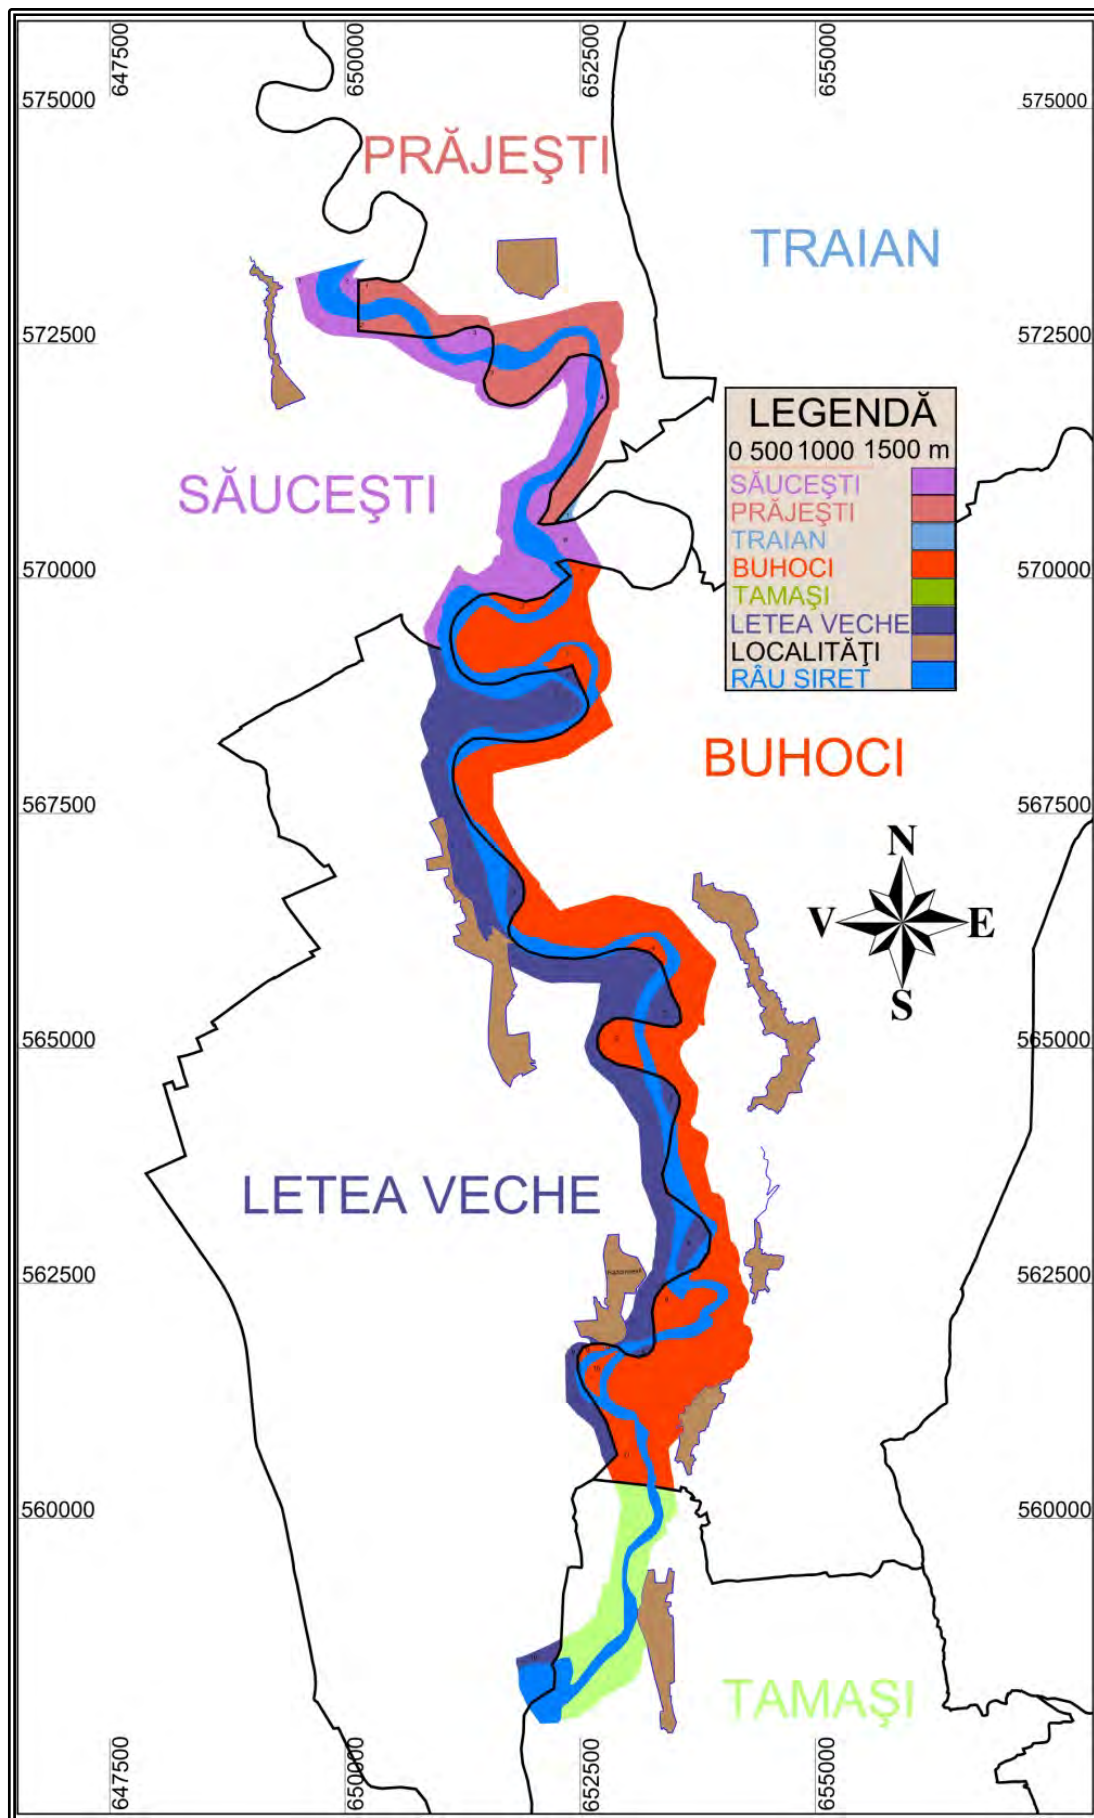 647500 650000 652500 655000
575000 575000
PRĂJEŞTI
TRAIAN
572500 572500
LEGENDĂ
0 500 1000 1500 m
SĂUCEŞTI
PRĂJEŞTI
TRAIAN
BUHOCI
TAMAŞI
LETEA VECHE
LOCALITĂŢI
RÂU SIRET
SĂUCEŞTI
570000 570000
BUHOCI
567500 567500
N
V E
S
565000 565000
LETEA VECHE
562500 562500
560000 560000
TAMAŞI
647500 650000 652500 655000